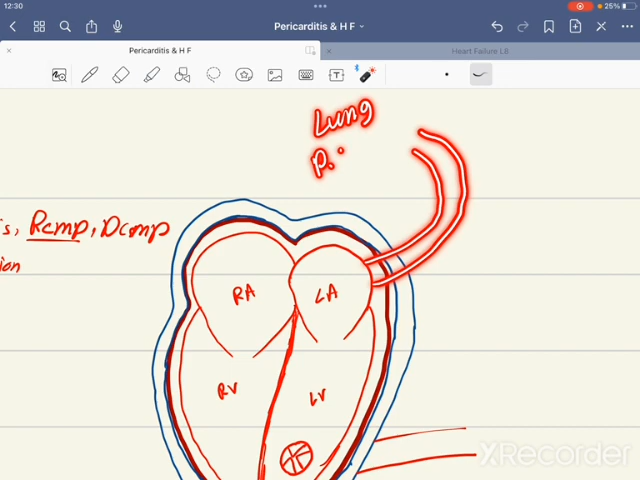 12:30
25%
Pericarditis & H F
Pericarditis & H F
Heart Failure L8
T
Lung
P.
s, Rcmp, Dcmp
ion
RA
LA
RV
LV
XRecorder